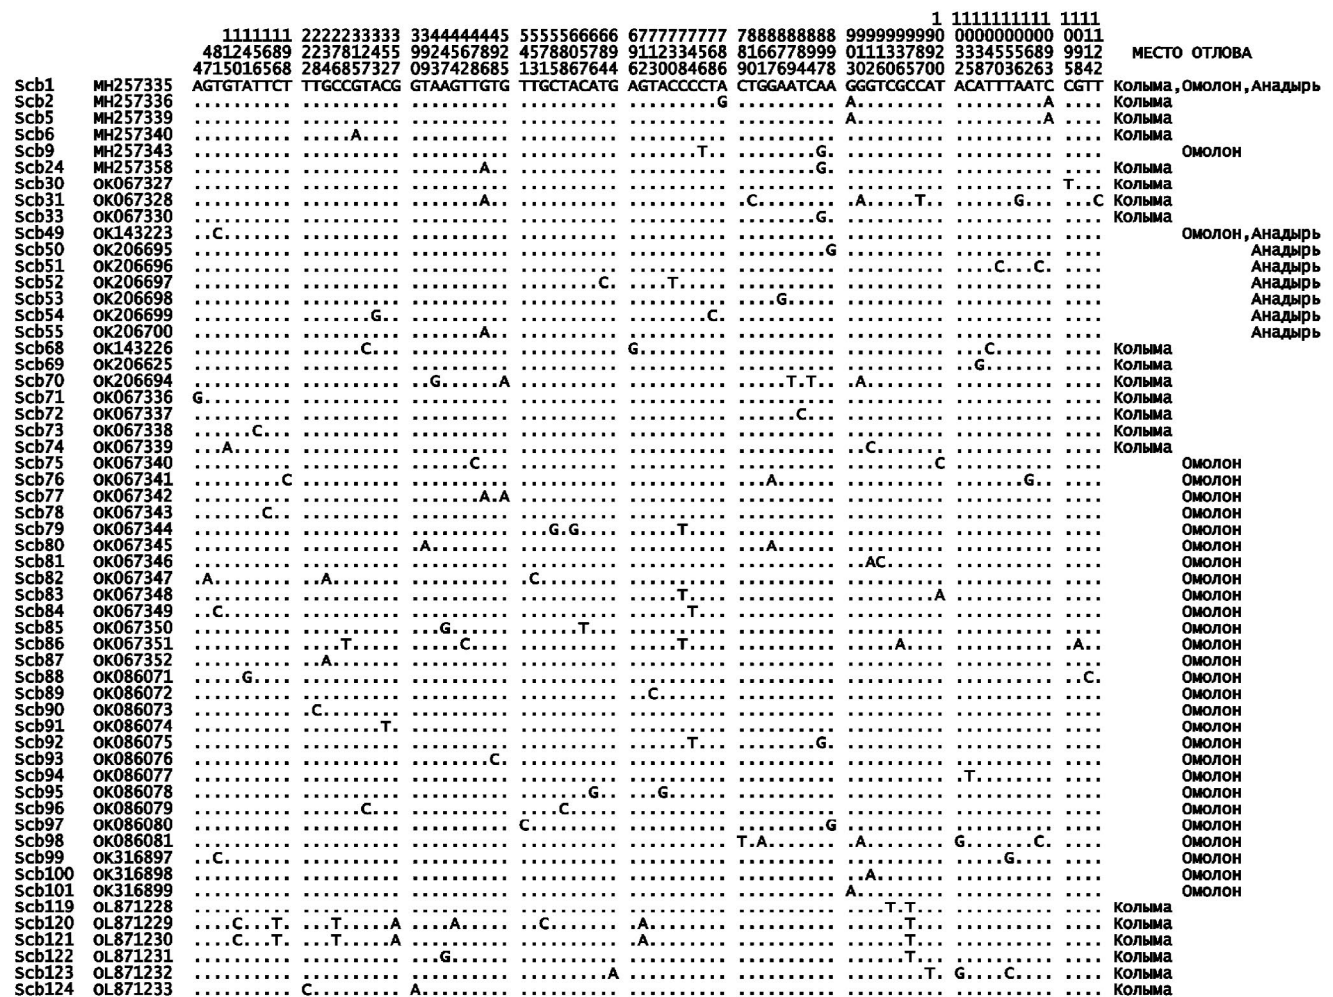 1 1111111111 1111
1111111 2222233333 3344444445 5555566666 6777777777 7888888888 9999999990 0000000000 0011
481245689 2237812455 9924567892 4578805789 9112334568 8166778999 0111337892 3334555689 9912 МЕСТО ОТЛОВА
4715016568 2846857327 0937428685 1315867644 6230084686 9017694478 3026065700 2587036263 5842
Scb1 MH257335 AGTGTATTCT TTGCCGTACG GTAAGTTGTG TTGCTACATG AGTACCCCTA CTGGAATCAA GGGTCGCCAT ACATTTAATC CGTT Колыма,Омолон,Анадырь
Scb2 MH257336 .......... .......... .......... .......... .........G .......... A......... .........A .... Колыма
Scb5 MH257339 .......... .......... .......... .......... .......... .......... A......... .........A .... Колыма
Scb6 MH257340 .......... .....A.... .......... .......... .......... .......... .......... .......... .... Колыма
Scb9 MH257343 .......... .......... .......... .......... .......T.. ........G. .......... .......... .... Омолон
Scb24 MH257358 .......... .......... .......A.. .......... .......... ........G. .......... .......... .... Колыма
Scb30 OK067327 .......... .......... .......... .......... .......... .......... .......... .......... T... Колыма
Scb31 OK067328 .......... .......... .......A.. .......... .......... .C........ .A.....T.. ......G... ...C Колыма
Scb33 OK067330 .......... .......... .......... .......... .......... ........G. .......... .......... .... Колыма
Scb49 OK143223 ..C....... .......... .......... .......... .......... .......... .......... .......... .... Омолон,Анадырь
Scb50 OK206695 .......... .......... .......... .......... .......... .........G .......... .......... .... Анадырь
Scb51 OK206696 .......... .......... .......... .......... .......... .......... .......... ....C...C. .... Анадырь
Scb52 OK206697 .......... .......... .......... ........C. ....T..... .......... .......... .......... .... Анадырь
Scb53 OK206698 .......... .......... .......... .......... .......... ....G..... .......... .......... .... Анадырь
Scb54 OK206699 .......... .......G.. .......... .......... ........C. .......... .......... .......... .... Анадырь
Scb55 OK206700 .......... .......... .......A.. .......... .......... .......... .......... .......... .... Анадырь
Scb68 OK143226 .......... ......C... .......... .......... G......... .......... .......... ...C...... .... Колыма
Scb69 OK206625 .......... .......... .......... .......... .......... .......... .......... ..G....... .... Колыма
Scb70 OK206694 .......... .......... ..G......A .......... .......... .....T.T.. .A........ .......... .... Колыма
Scb71 OK067336 G......... .......... .......... .......... .......... .......... .......... .......... .... Колыма
Scb72 OK067337 .......... .......... .......... .......... .......... ......C... .......... .......... .... Колыма
Scb73 OK067338 ......C... .......... .......... .......... .......... .......... .......... .......... .... Колыма
Scb74 OK067339 ...A...... .......... .......... .......... .......... .......... ..C....... .......... .... Колыма
Scb75 OK067340 .......... .......... ......C... .......... .......... .......... .........C .......... .... Омолон
Scb76 OK067341 .........C .......... .......... .......... .......... ...A...... .......... .......G.. .... Омолон
Scb77 OK067342 .......... .......... .......A.A .......... .......... .......... .......... .......... .... Омолон
Scb78 OK067343 .......C.. .......... .......... .......... .......... .......... .......... .......... .... Омолон
Scb79 OK067344 .......... .......... .......... ...G.G.... .....T.... .......... .......... .......... .... Омолон
Scb80 OK067345 .......... .......... .A........ .......... .......... ...A...... .......... .......... .... Омолон
Scb81 OK067346 .......... .......... .......... .......... .......... .......... ..AC...... .......... .... Омолон
Scb82 OK067347 .A........ ..A....... .......... .C........ .......... .......... .......... .......... .... Омолон
Scb83 OK067348 .......... .......... .......... .......... .....T.... .......... .........A .......... .... Омолон
Scb84 OK067349 ..C....... .......... .......... .......... ......T... .......... .......... .......... .... Омолон
Scb85 OK067350 .......... .......... ...G...... ......T... .......... .......... .......... .......... .... Омолон
Scb86 OK067351 .......... ....T..... .....C.... .......... .....T.... .......... .....A.... .......... .A.. Омолон
Scb87 OK067352 .......... ..A....... .......... .......... .......... .......... .......... .......... .... Омолон
Scb88 OK086071 .....G.... .......... .......... .......... .......... .......... .......... .......... ..C. Омолон
Scb89 OK086072 .......... .......... .......... .......... ..C....... .......... .......... .......... .... Омолон
Scb90 OK086073 .......... .C........ .......... .......... .......... .......... .......... .......... .... Омолон
Scb91 OK086074 .......... ........T. .......... .......... .......... .......... .......... .......... .... Омолон
Scb92 OK086075 .......... .......... .......... .......... ......T... ........G. .......... .......... .... Омолон
Scb93 OK086076 .......... .......... ........C. .......... .......... .......... .......... .......... .... Омолон
Scb94 OK086077 .......... .......... .......... .......... .......... .......... .......... .T........ .... Омолон
Scb95 OK086078 .......... .......... .......... .......G.. ...G...... .......... .......... .......... .... Омолон
Scb96 OK086079 .......... ......C... .......... ....C..... .......... .......... .......... .......... .... Омолон
Scb97 OK086080 .......... .......... .......... C......... .......... .........G .......... .......... .... Омолон
Scb98 OK086081 .......... .......... .......... .......... .......... T.A....... .A........ G.......C. .... Омолон
Scb99 OK316897 ..C....... .......... .......... .......... .......... .......... .......... .....G.... .... Омолон
Scb100 OK316898 .......... .......... .......... .......... .......... .......... ..A....... .......... .... Омолон
Scb101 OK316899 .......... .......... .......... .......... .......... .......... A......... .......... .... Омолон
Scb119 OL871228 .......... .......... .......... .......... .......... .......... ....T.T... .......... .... Колыма
Scb120 OL871229 ....C...T. ...T.....A ....A..... ..C....... .A........ .......... ......T... .......... .... Колыма
Scb121 OL871230 ....C...T. ...T.....A .......... .......... .A........ .......... ......T... .......... .... Колыма
Scb122 OL871231 .......... .......... ...G...... .......... .......... .......... ......T... .......... .... Колыма
Scb123 OL871232 .......... .......... .......... .........A .......... .......... ........T. G....C.... .... Колыма
Scb124 OL871233 .......... C......... A......... .......... .......... .......... .......... .......... .... Колыма